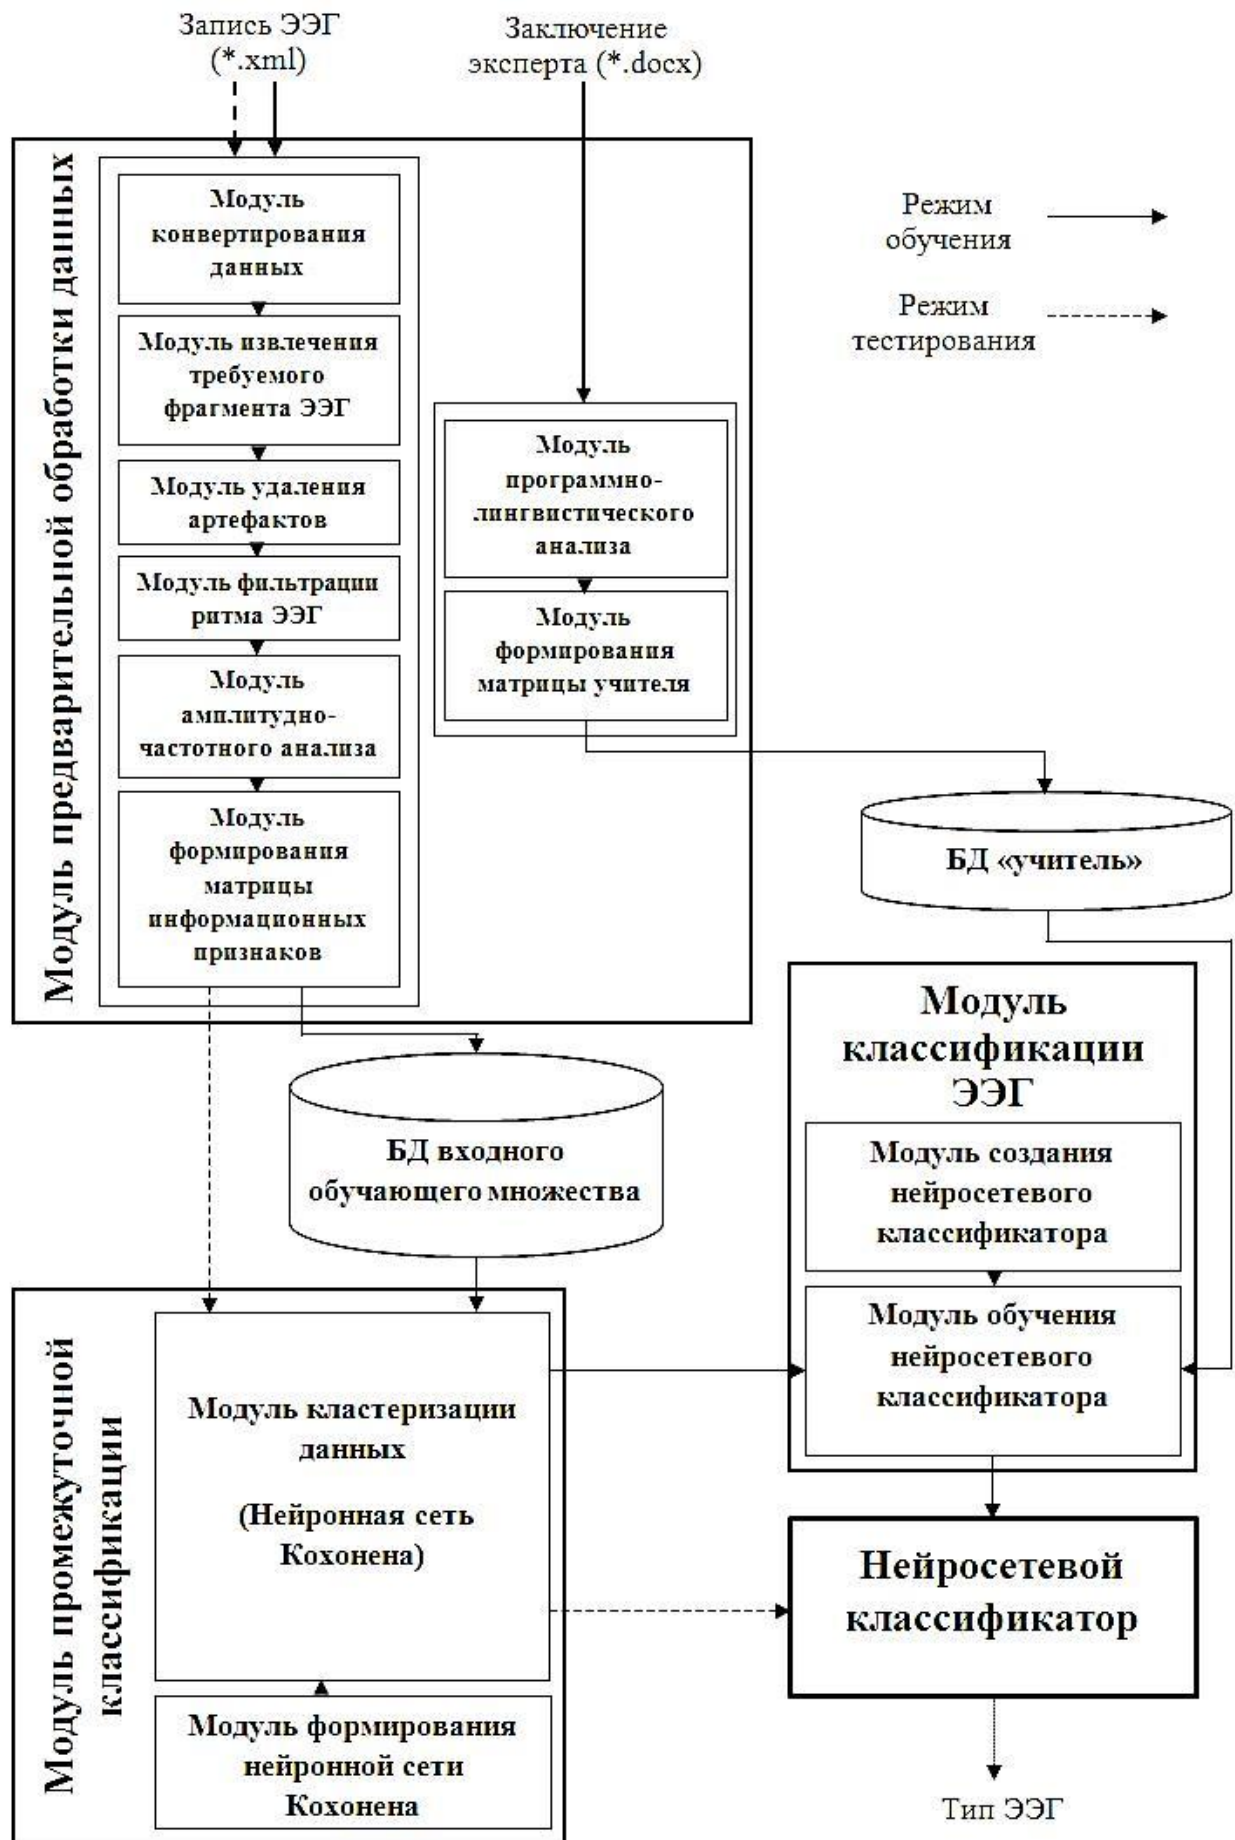 Запись ЭЭГ
(*.xml)
Заключение
эксперта (*.docx)
Модуль предварительной обработки данных
Модуль
конвертирования
данных
Модуль извлечения
требуемого
фрагмента ЭЭГ
Модуль удаления
артефактов
Модуль фильтрации
ритма ЭЭГ
Модуль
амплитудно-
частотного анализа
Модуль
формирования
матрицы
информационных
признаков
Модуль
программно-
лингвистического
анализа
Модуль
формирования
матрицы учителя
Режим
обучения
Режим
тестирования
БД «учитель»
БД входного
обучающего множества
Модуль
классификации
ЭЭГ
Модуль создания
нейросетевого
классификатора
Модуль обучения
нейросетевого
классификатора
Модуль промежуточной
классификации
Модуль кластеризации
данных
(Нейронная сеть
Кохонена)
Модуль формирования
нейронной сети
Кохонена
Нейросетевой
классификатор
Тип ЭЭГ